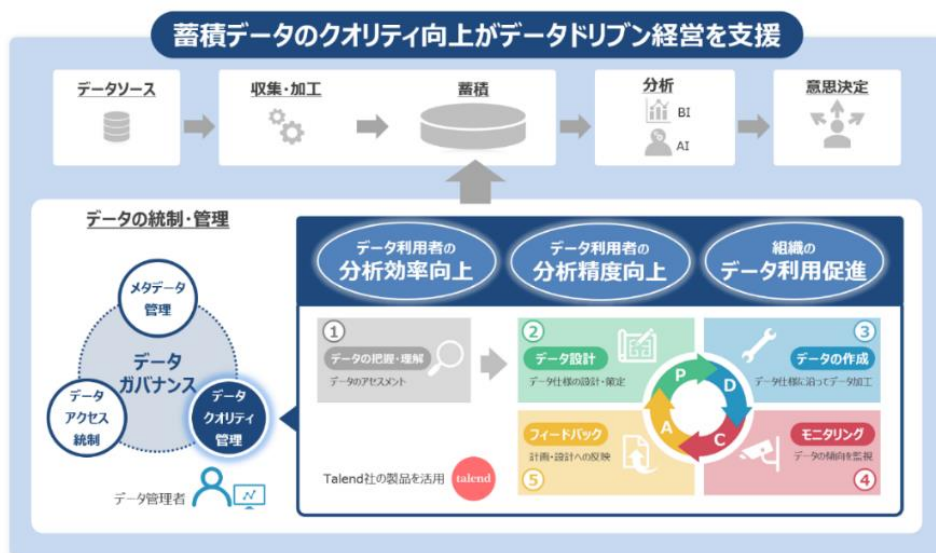 蓄積データのクオリティ向上がデータドリブン経営を支援
データソース
収集・加工
蓄積
分析
BI
AI
意思決定
データの統制・管理
メタデータ
管理
データ
ガバナンス
データ
アクセス
統制
データ
クオリティ
管理
データ管理者
データ利用者の
分析効率向上
データ利用者の
分析精度向上
組織の
データ利用促進
①
データの把握・理解
データのアセスメント
②
データ設計
データ仕様の設計・策定
③
データの作成
データ仕様に沿ってデータ加工
P
D
C
A
フィードバック
計画・設計への反映
⑤
モニタリング
データの傾向を監視
④
Talend社の製品を活用
talend